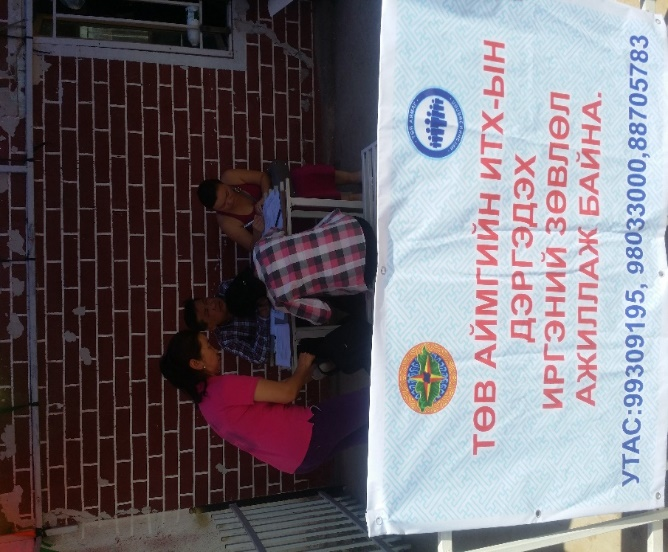 ТӨВ АЙМГИЙН ИТХ-ЫН
ДЭРГЭДЭХ
ИРГЭНИЙ ЗӨВЛӨЛ
АЖИЛЛАЖ БАЙНА.
УТАС:99309195, 98033000,88705783